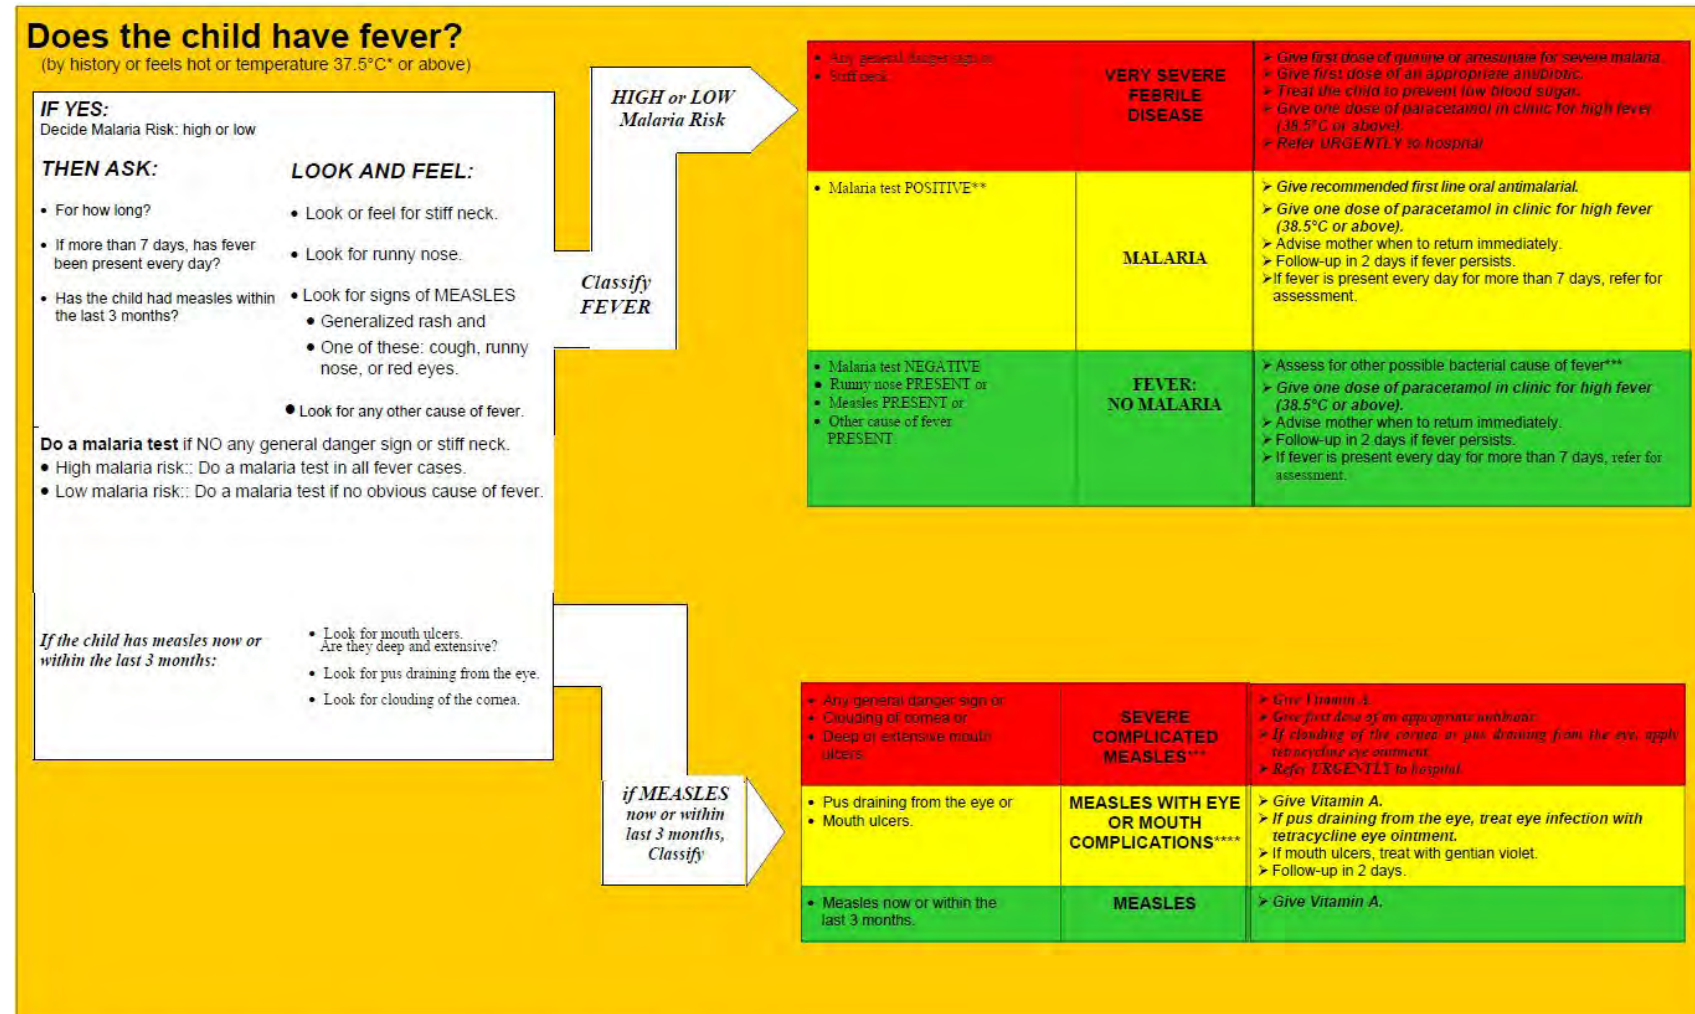 Does the child have fever?
(by history or feels hot or temperature 37.5°C* or above)
IF YES:
Decide Malaria Risk: high or low
THEN ASK:
• For how long?
• If more than 7 days, has fever
been present every day?
• Has the child had measles within
the last 3 months?
LOOK AND FEEL:
• Look or feel for stiff neck.
• Look for runny nose.
• Look for signs of MEASLES
• Generalized rash and
• One of these: cough, runny
nose, or red eyes.
• Look for any other cause of fever.
Do a malaria test if NO any general danger sign or stiff neck.
• High malaria risk:: Do a malaria test in all fever cases.
• Low malaria risk:: Do a malaria test if no obvious cause of fever.
If the child has measles now or
within the last 3 months:
• Look for mouth ulcers.
Are they deep and extensive?
• Look for pus draining from the eye.
• Look for clouding of the cornea.
Classify
FEVER
HIGH or LOW
Malaria Risk
• Any general danger sign or
• Stiff neck
VERY SEVERE
FEBRILE
DISEASE
➢ Give first dose of quinine or artesunate for severe malaria.
➢ Give first dose of an appropriate antibiotic.
➢ Treat the child to prevent low blood sugar.
➢ Give one dose of paracetamol in clinic for high fever
(38.5°C or above).
➢ Refer URGENTLY to hospital
• Malaria test POSITIVE**
MALARIA
➢ Give recommended first line oral antimalarial.
➢ Give one dose of paracetamol in clinic for high fever
(38.5°C or above).
➢ Advise mother when to return immediately.
➢ Follow-up in 2 days if fever persists.
➢ If fever is present every day for more than 7 days, refer for
assessment.
• Malaria test NEGATIVE
• Runny nose PRESENT or
• Measles PRESENT or
• Other cause of fever
PRESENT.
FEVER:
NO MALARIA
➢ Assess for other possible bacterial cause of fever***
➢ Give one dose of paracetamol in clinic for high fever
(38.5°C or above).
➢ Advise mother when to return immediately.
➢ Follow-up in 2 days if fever persists.
➢ If fever is present every day for more than 7 days, refer for
assessment.
if MEASLES
now or within
last 3 months,
Classify
• Any general danger sign or
• Clouding of cornea or
• Deep or extensive mouth
ulcers
SEVERE
COMPLICATED
MEASLES***
➢ Give Vitamin A.
➢ Give first dose of an appropriate antibiotic.
➢ If clouding of the cornea or pus draining from the eye, apply
tetracycline eye ointment.
➢ Refer URGENTLY to hospital.
• Pus draining from the eye or
• Mouth ulcers.
MEASLES WITH EYE
OR MOUTH
COMPLICATIONS****
➢ Give Vitamin A.
➢ If pus draining from the eye, treat eye infection with
tetracycline eye ointment.
➢ If mouth ulcers, treat with gentian violet.
➢ Follow-up in 2 days.
• Measles now or within the
last 3 months.
MEASLES
➢ Give Vitamin A.